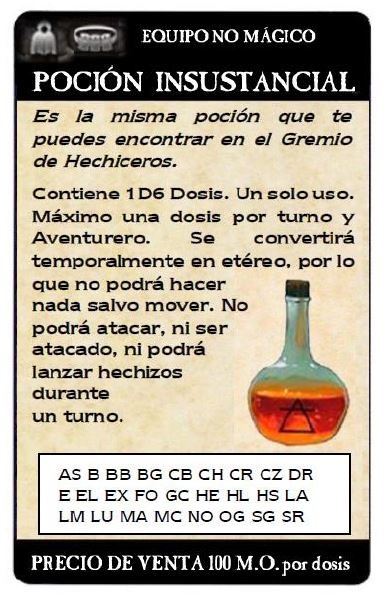 EQUIPO NO MÁGICO
POCIÓN INSUSTANCIAL
Es la misma poción que te
puedes encontrar en el Gremio
de Hechiceros.
Contiene 1D6 Dosis. Un solo uso.
Máximo una dosis por turno y
Aventurero. Se convertirá
temporalmente en etéreo, por lo
que no podrá hacer
nada salvo mover. No
podrá atacar, ni ser
atacado, ni podrá
lanzar hechizos
durante
un turno.
AS B BB BG CB CH CR CZ DR
E EL EX FO GC HE HL HS LA
LM LU MA MC NO OG SG SR
PRECIO DE VENTA 100 M.O. por dosis